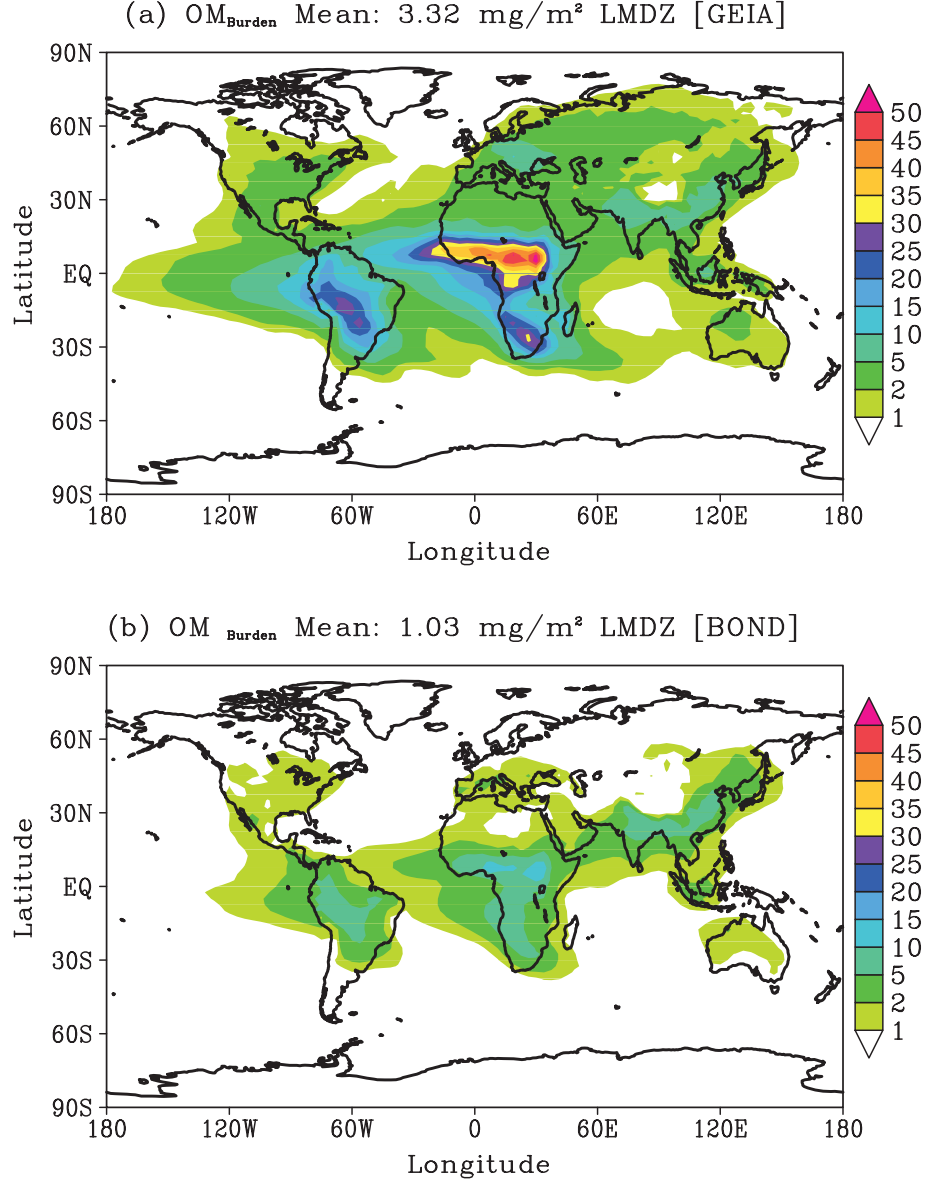 (a) OM Burden Mean: 3.32 mg/m² LMDZ [GEIA]
90N
60N
30N
EQ
30S
60S
90S
Latitude
180 120W 60W 0 60E 120E 180
Longitude
50
45
40
35
30
25
20
15
10
5
2
1
(b) OM Burden Mean: 1.03 mg/m² LMDZ [BOND]
90N
60N
30N
EQ
30S
60S
90S
Latitude
180 120W 60W 0 60E 120E 180
Longitude
50
45
40
35
30
25
20
15
10
5
2
1